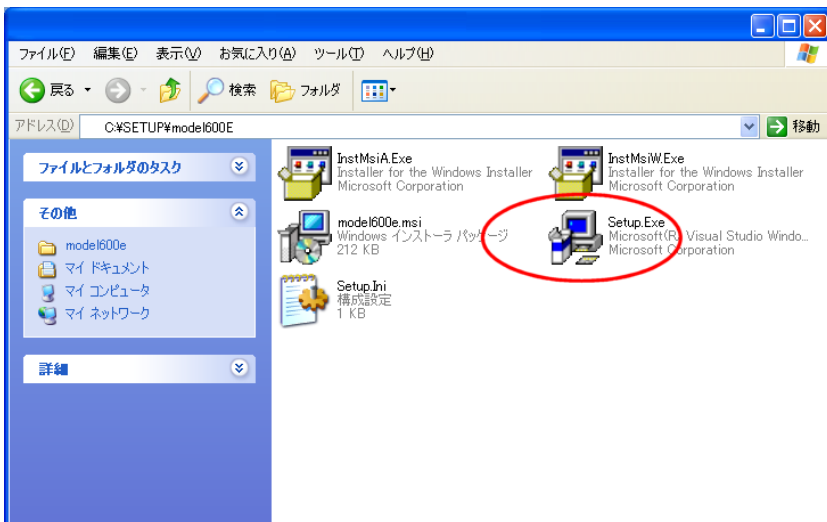 ファイル(F) 編集(E) 表示(V) お気に入り(A) ツール(T) ヘルプ(H)
戻る 検索 フォルダ
アドレス(D) C:¥SETUP¥model600E 移動
ファイルとフォルダのタスク
その他
model600e
マイ ドキュメント
マイ コンピュータ
マイ ネットワーク
詳細
InstMsiA.Exe
Installer for the Windows Installer
Microsoft Corporation
InstMsiW.Exe
Installer for the Windows Installer
Microsoft Corporation
model600e.msi
Windows インストーラ パッケージ
212 KB
Setup.Exe
Microsoft(R) Visual Studio Windo...
Microsoft Corporation
Setup.Ini
構成設定
1 KB